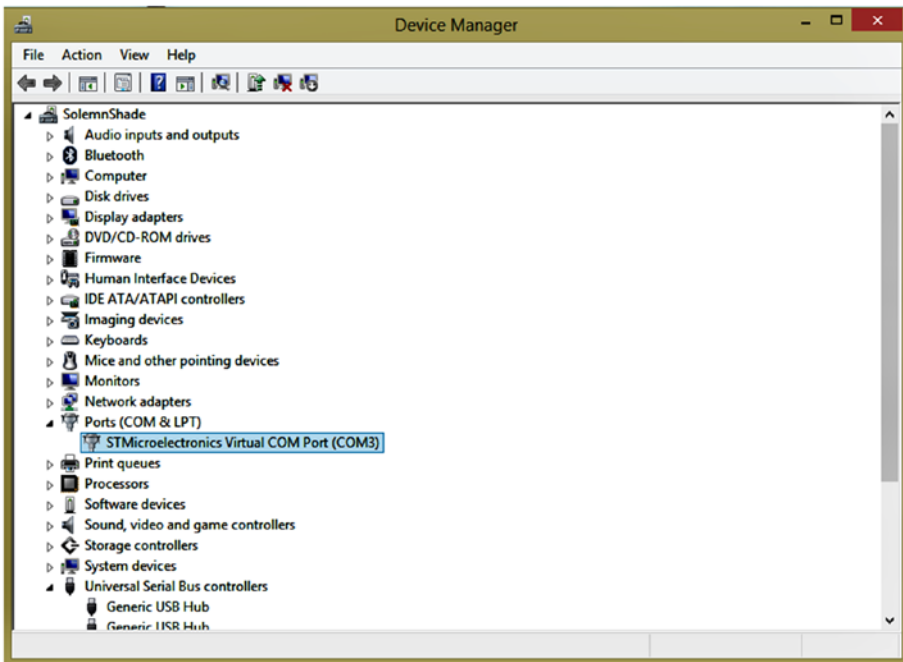 Device Manager
File Action View Help
SolemnShade
Audio inputs and outputs
Bluetooth
Computer
Disk drives
Display adapters
DVD/CD-ROM drives
Firmware
Human Interface Devices
IDE ATA/ATAPI controllers
Imaging devices
Keyboards
Mice and other pointing devices
Monitors
Network adapters
Ports (COM & LPT)
STMicroelectronics Virtual COM Port (COM3)
Print queues
Processors
Software devices
Sound, video and game controllers
Storage controllers
System devices
Universal Serial Bus controllers
Generic USB Hub
Generic USB Hub